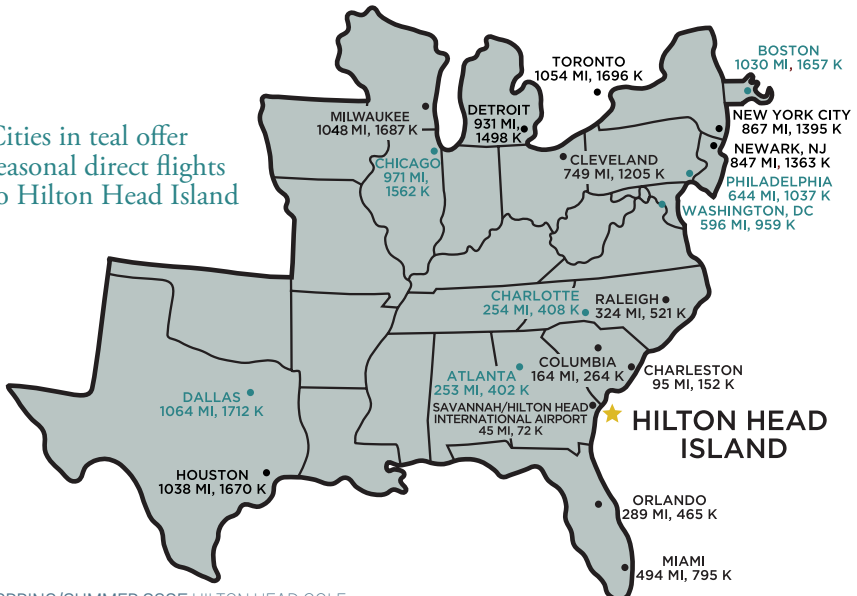 BOSTON
1030 MI, 1657 K
TORONTO
1054 MI, 1696 K
MILWAUKEE
1048 MI, 1687 K
DETROIT
931 MI,
1498 K
NEW YORK CITY
867 MI, 1395 K
Cities in teal offer
seasonal direct flights
to Hilton Head Island
CHICAGO
971 MI,
1562 K
CLEVELAND
749 MI, 1205 K
NEWARK, NJ
847 MI, 1363 K
PHILADELPHIA
644 MI, 1037 K
WASHINGTON, DC
596 MI, 959 K
CHARLOTTE
254 MI, 408 K
RALEIGH
324 MI, 521 K
COLUMBIA
164 MI, 264 K
CHARLESTON
95 MI, 152 K
ATLANTA
253 MI, 402 K
DALLAS
1064 MI, 1712 K
SAVANNAH/HILTON HEAD
INTERNATIONAL AIRPORT
45 MI, 72 K
HILTON HEAD
ISLAND
HOUSTON
1038 MI, 1670 K
ORLANDO
289 MI, 465 K
MIAMI
494 MI, 795 K
HILTON HEAD GOLF